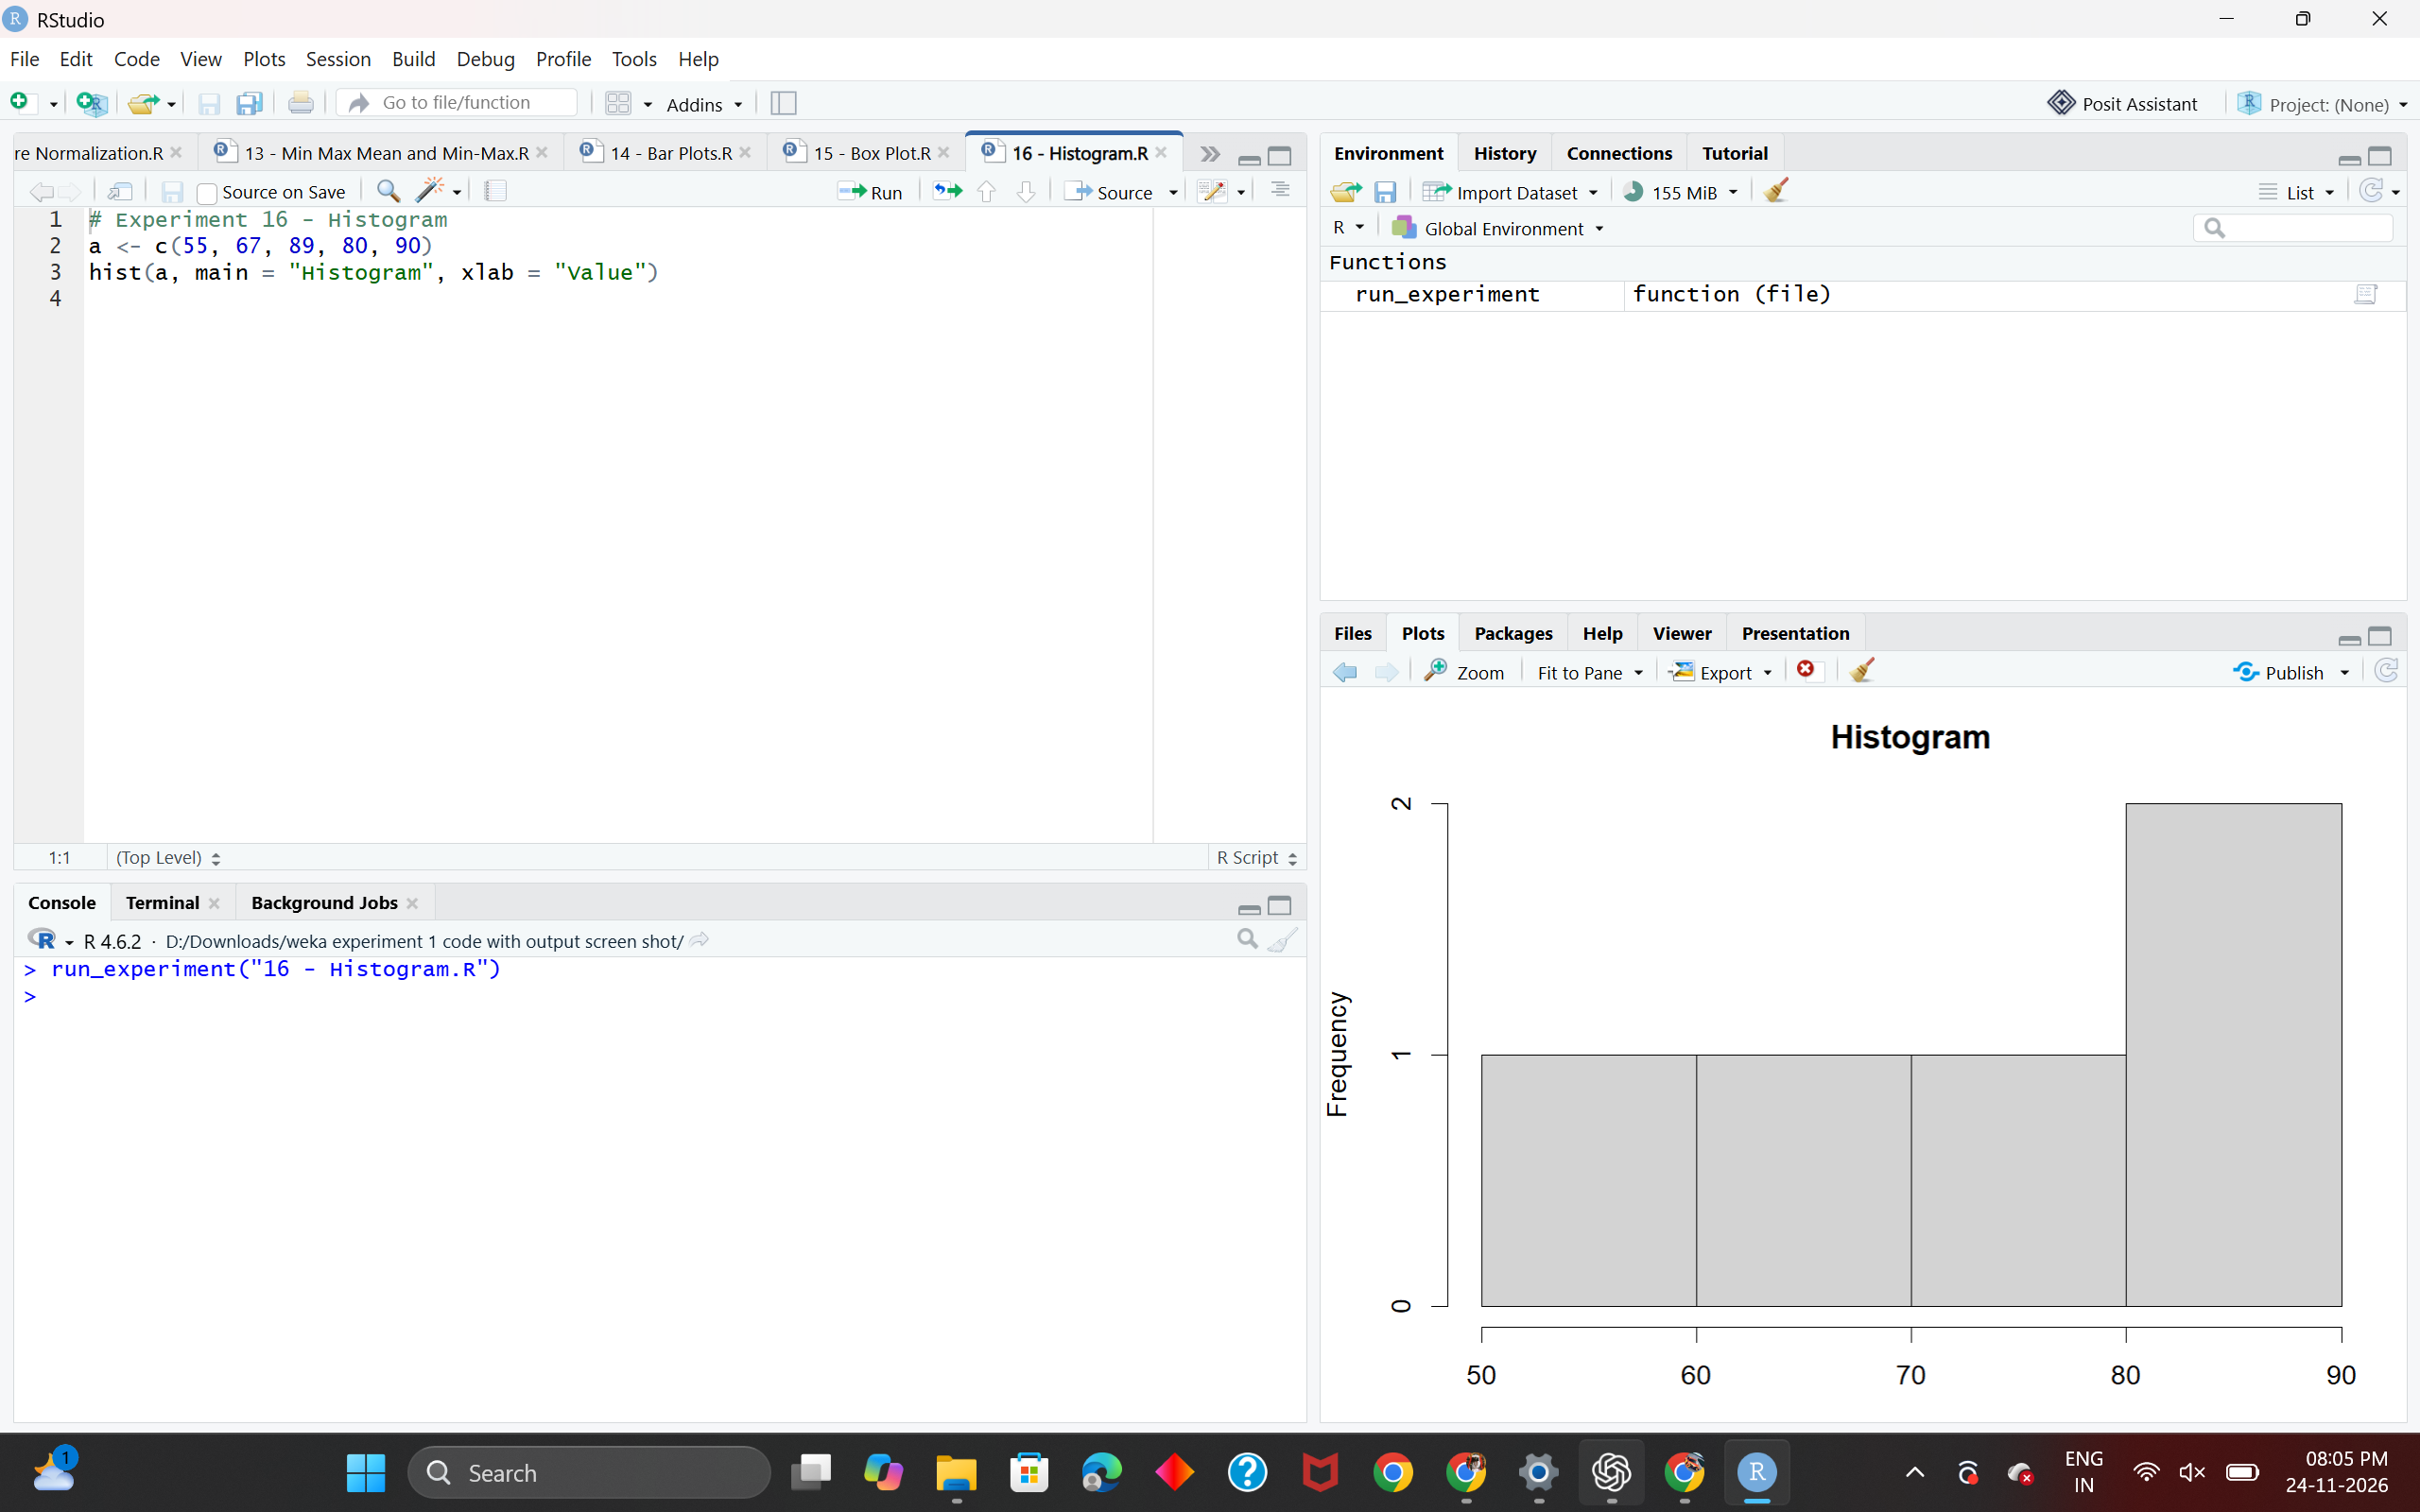 RStudio
File Edit Code View Plots Session Build Debug Profile Tools Help
Go to file/function Addins Posit Assistant Project: (None)
re Normalization.R 13 - Min Max Mean and Min-Max.R 14 - Bar Plots.R 15 - Box Plot.R 16 - Histogram.R
Source on Save Run Source
1 # Experiment 16 - Histogram
2 a <- c(55, 67, 89, 80, 90)
3 hist(a, main = "Histogram", xlab = "Value")
4
1:1 (Top Level) R Script
Console Terminal Background Jobs
R 4.6.2 · D:/Downloads/weka experiment 1 code with output screen shot/
> run_experiment("16 - Histogram.R")
>
Environment History Connections Tutorial
Import Dataset 155 MiB List
R Global Environment
Functions
run_experiment function (file)
Files Plots Packages Help Viewer Presentation
Zoom Fit to Pane Export Publish
Histogram
Frequency
2
1
0
50 60 70 80 90
1
Search
ENG
IN
08:05 PM
24-11-2026